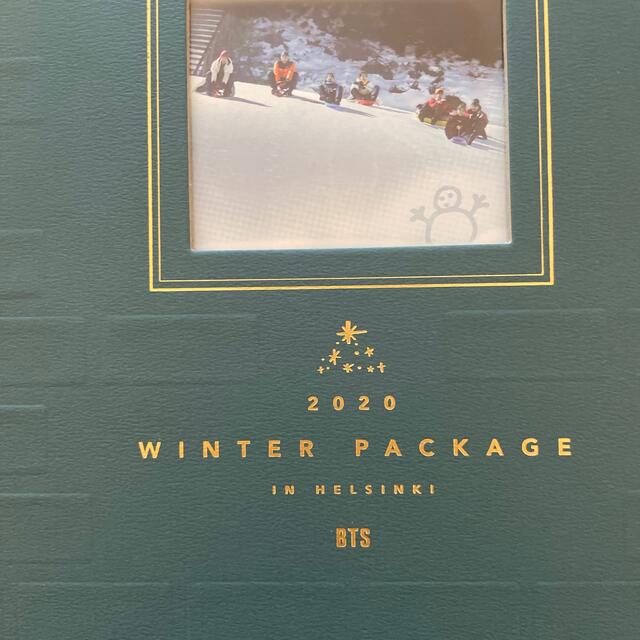 2020
WINTER PACKAGE
IN HELSINKI
BTS